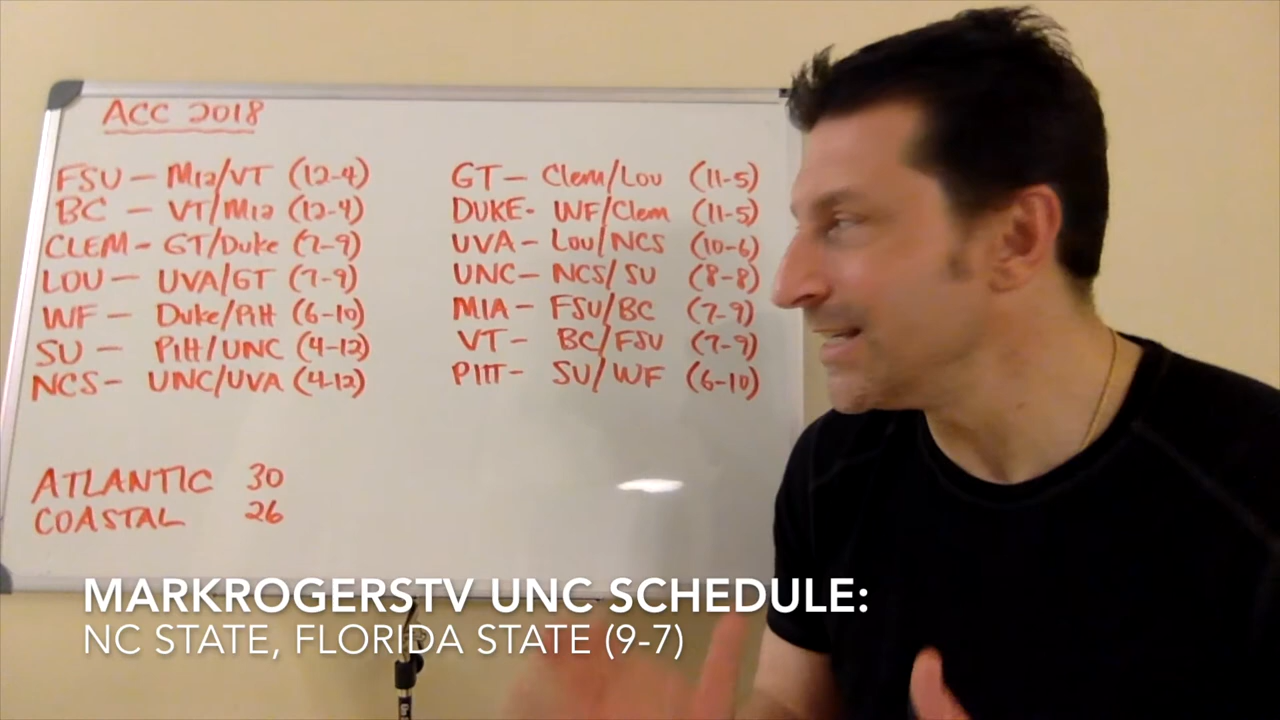 ACC 2018
FSU – MIA/VT (12-4)
BC – VT/MIA (12-4)
CLEM – GT/Duke (7-9)
LOU – UVA/GT (7-9)
WF – Duke/Pitt (6-10)
SU – Pitt/UNC (4-12)
NCS – UNC/UVA (4-12)
GT – Clem/Lou (11-5)
DUKE - WF/Clem (11-5)
UVA – Lou/NCS (10-6)
UNC – NCS/SU (8-8)
MIA – FSU/BC (7-9)
VT – BC/FSU (7-9)
PITT – SU/WF (6-10)
ATLANTIC 30
COASTAL 26
MARKROGERSTV UNC SCHEDULE:
NC STATE, FLORIDA STATE (9-7)